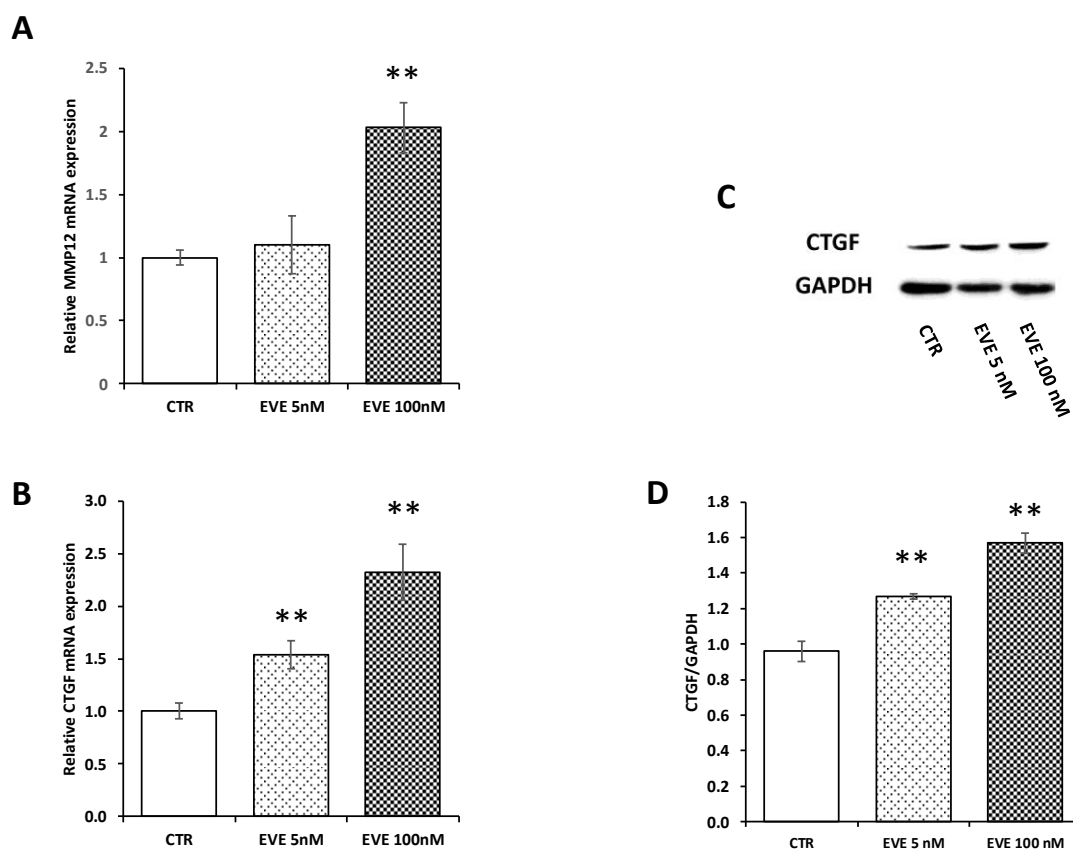 A
Relative MMP12 mRNA expression
2.5
2
1.5
1
0.5
0
**
CTR
EVE 5nM
EVE 100nM
C
CTGF
GAPDH
CTR
EVE 5 nM
EVE 100 nM
B
Relative CTGF mRNA expression
3.0
2.5
2.0
1.5
1.0
0.5
0.0
**
**
CTR
EVE 5nM
EVE 100nM
D
CTGF/GAPDH
1.8
1.6
1.4
1.2
1.0
0.8
0.6
0.4
0.2
0.0
**
**
CTR
EVE 5 nM
EVE 100 nM